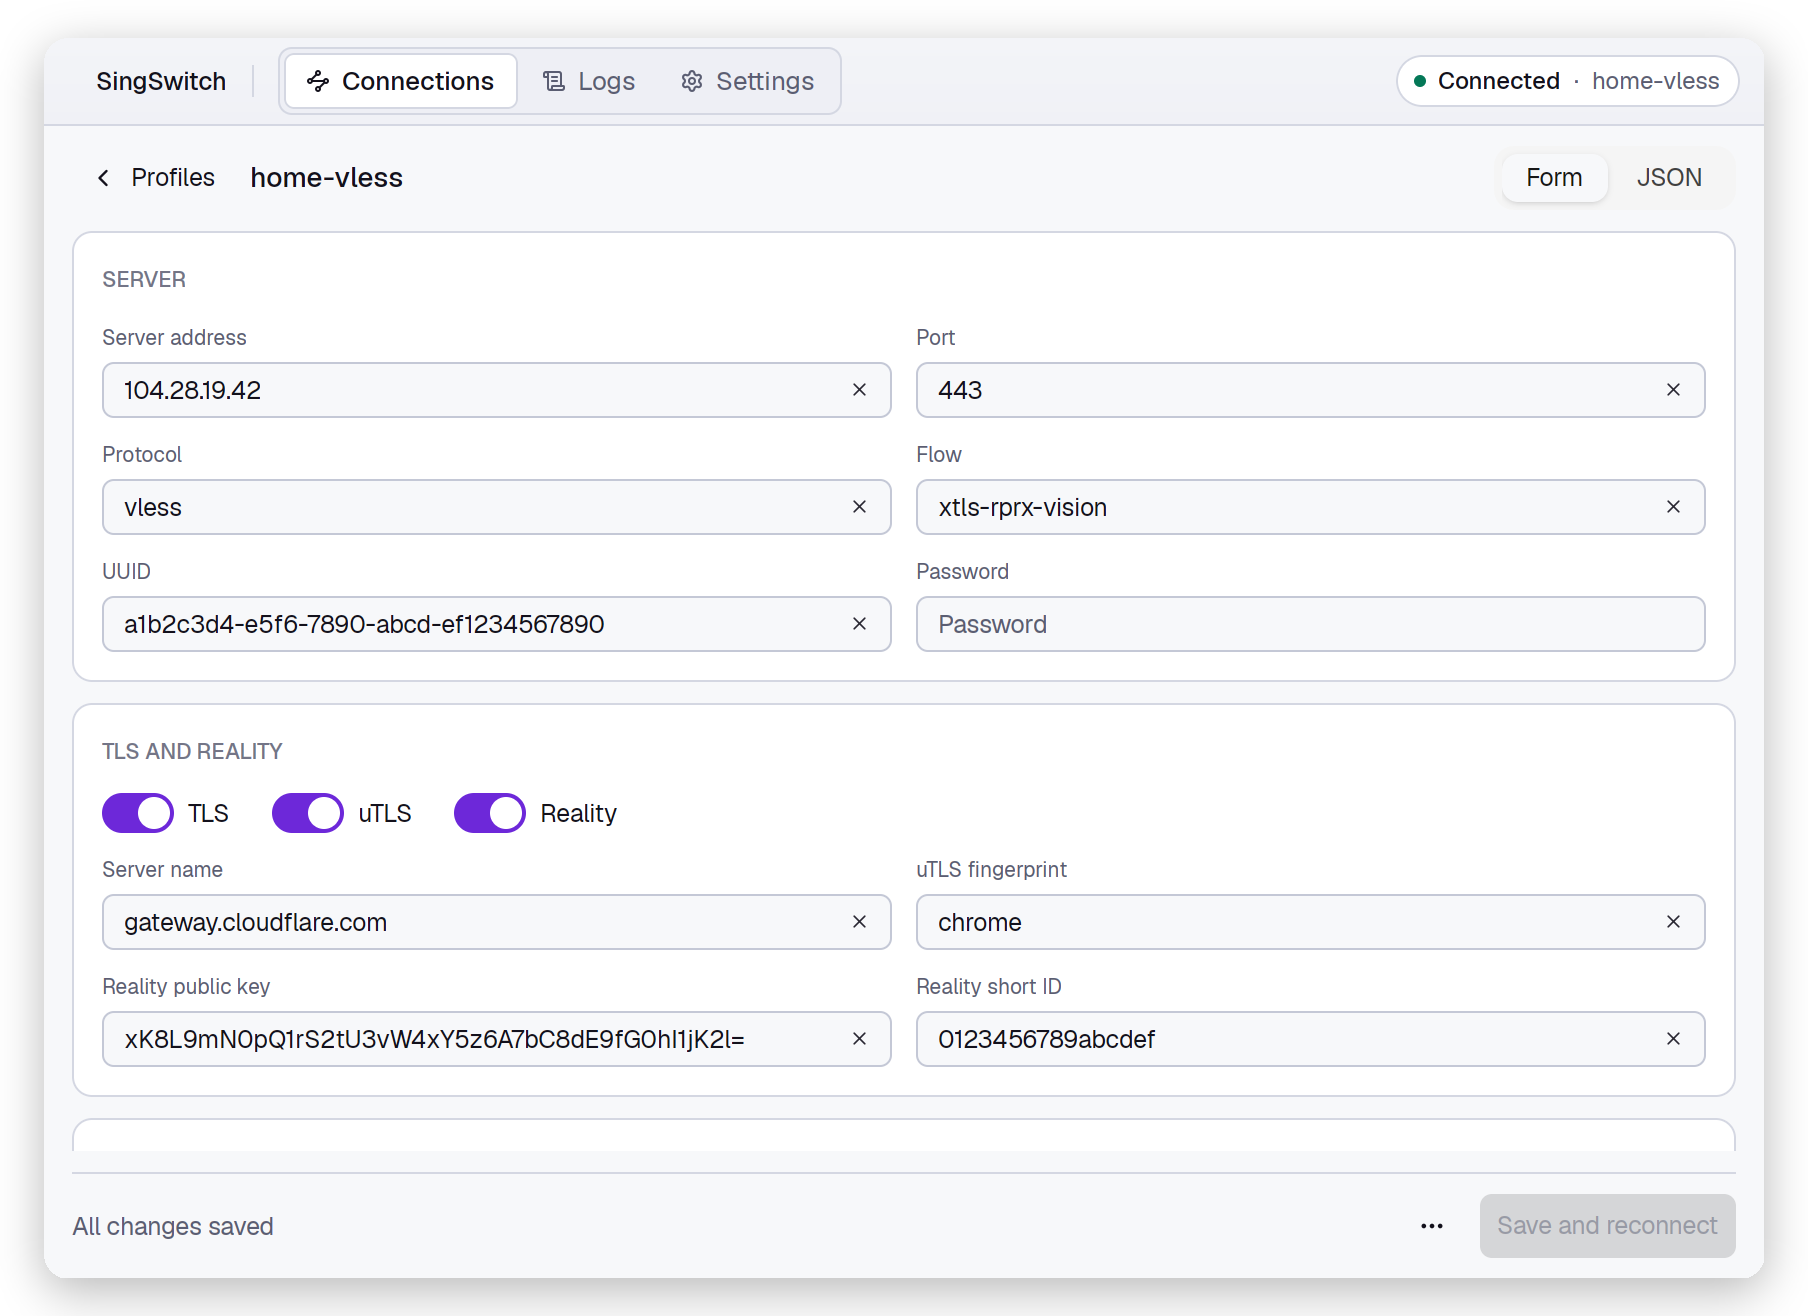 SingSwitch
Connections
Logs
Settings
Connected · home-vless
Profiles
home-vless
Form
JSON
SERVER
Server address
Port
104.28.19.42
443
Protocol
Flow
vless
xtls-rprx-vision
UUID
Password
a1b2c3d4-e5f6-7890-abcd-ef1234567890
Password
TLS AND REALITY
TLS
uTLS
Reality
Server name
uTLS fingerprint
gateway.cloudflare.com
chrome
Reality public key
Reality short ID
xK8L9mN0pQ1rS2tU3vW4xY5z6A7bC8dE9fG0hI1jK2l=
0123456789abcdef
All changes saved
Save and reconnect